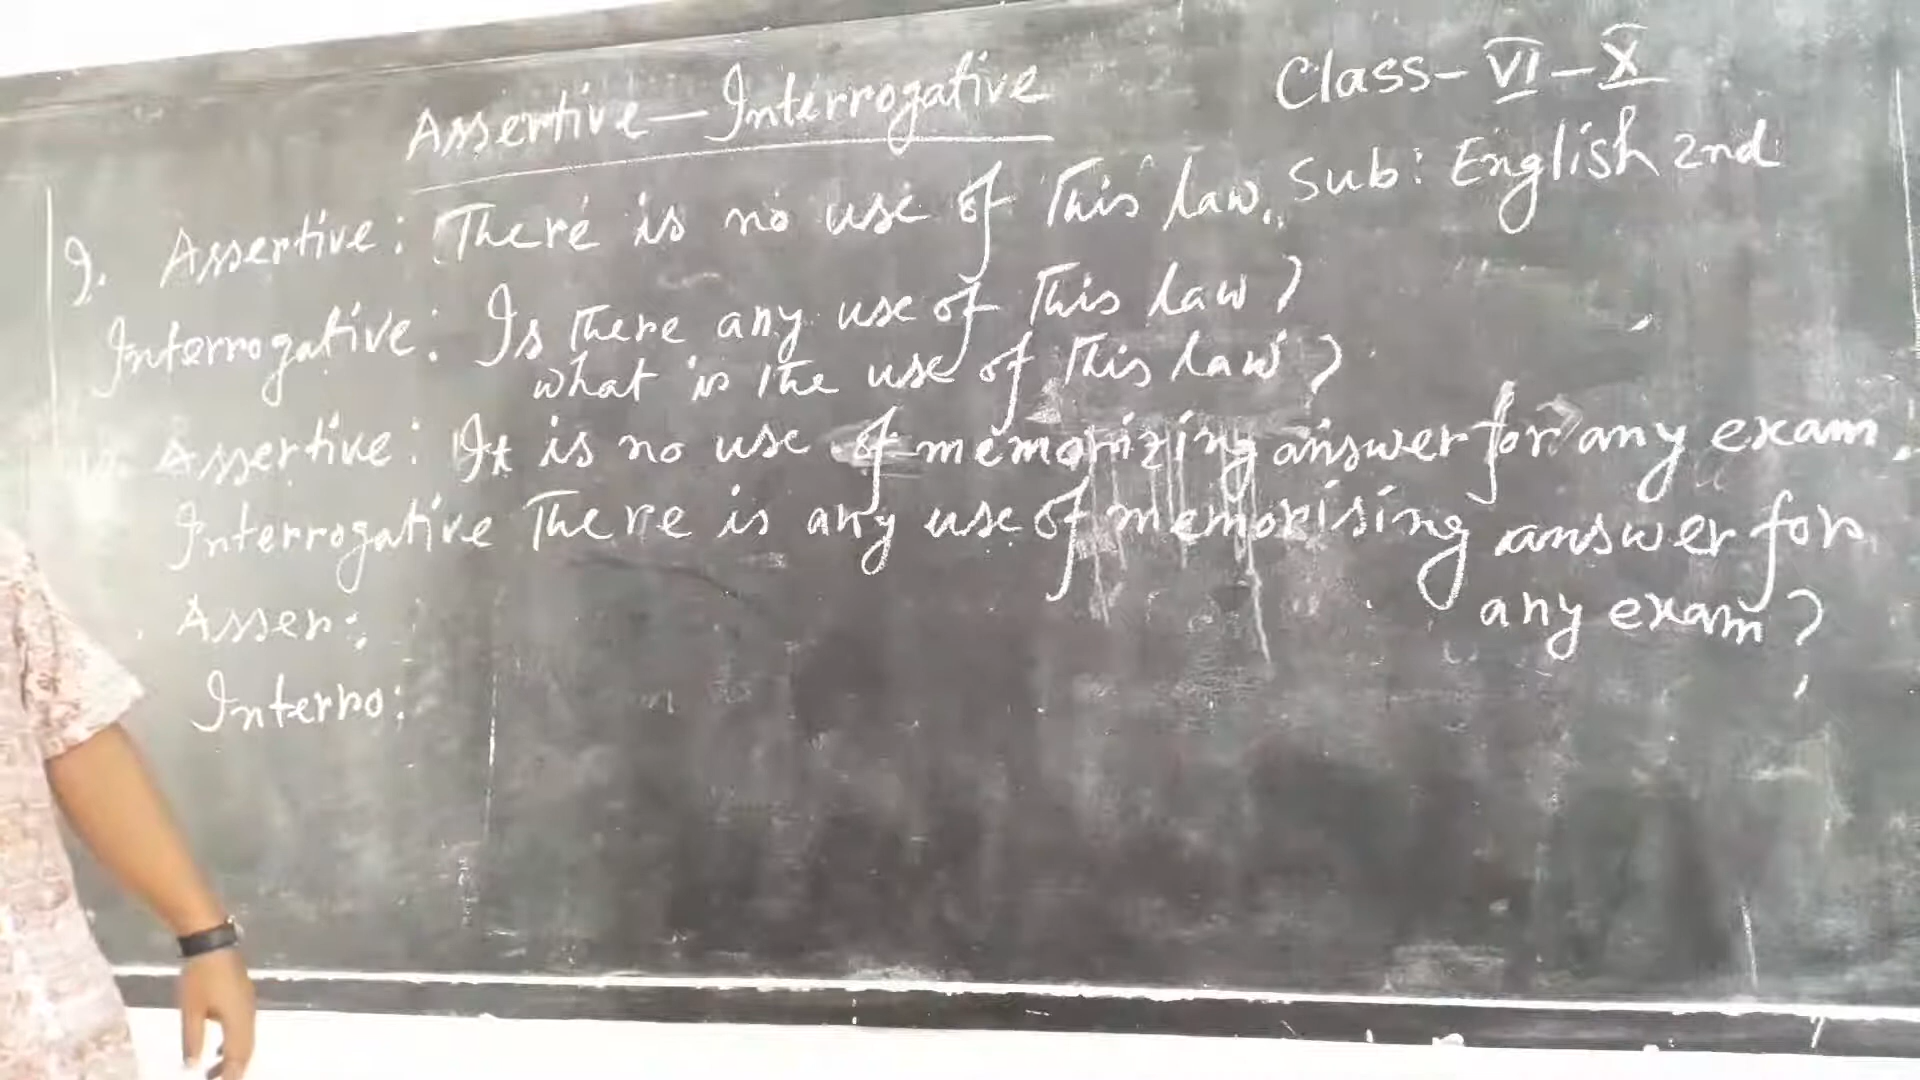 Assertive – Interrogative
Class – VI – X
Sub: English 2nd
9. Assertive: There is no use of this law.
Interrogative: Is there any use of this law?
what is the use of this law?
Assertive: It is no use of memorizing answer for any exam.
Interrogative There is any use of memorising answer for
any exam?
Asser:
Interro: